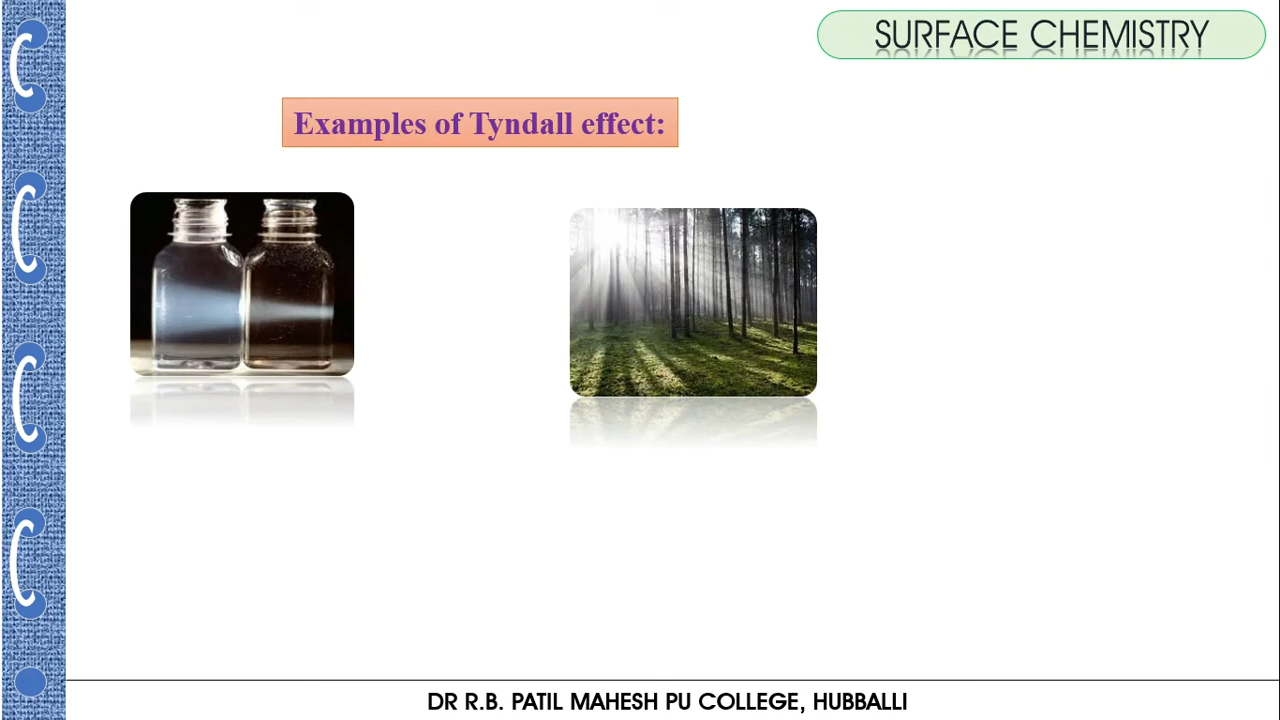 SURFACE CHEMISTRY
Examples of Tyndall effect:
DR R.B. PATIL MAHESH PU COLLEGE, HUBBALLI